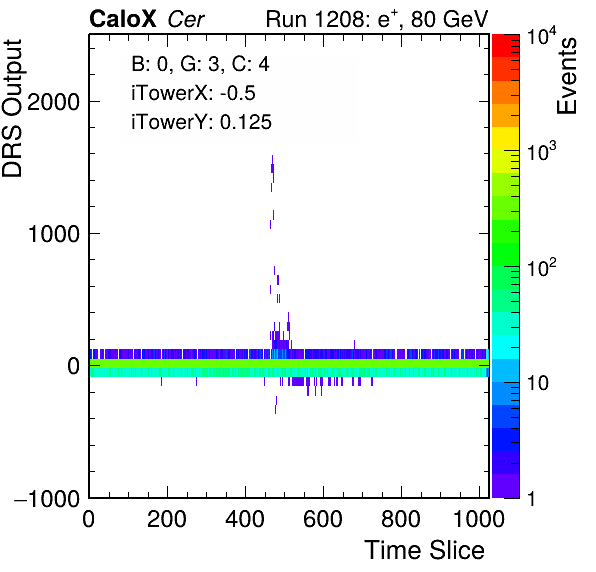 CaloX Cer Run 1208: e+, 80 GeV
B: 0, G: 3, C: 4
iTowerX: -0.5
iTowerY: 0.125
DRS Output
2000
1000
0
−1000
0 200 400 600 800 1000
Time Slice
Events
10^4
10^3
10^2
10
1